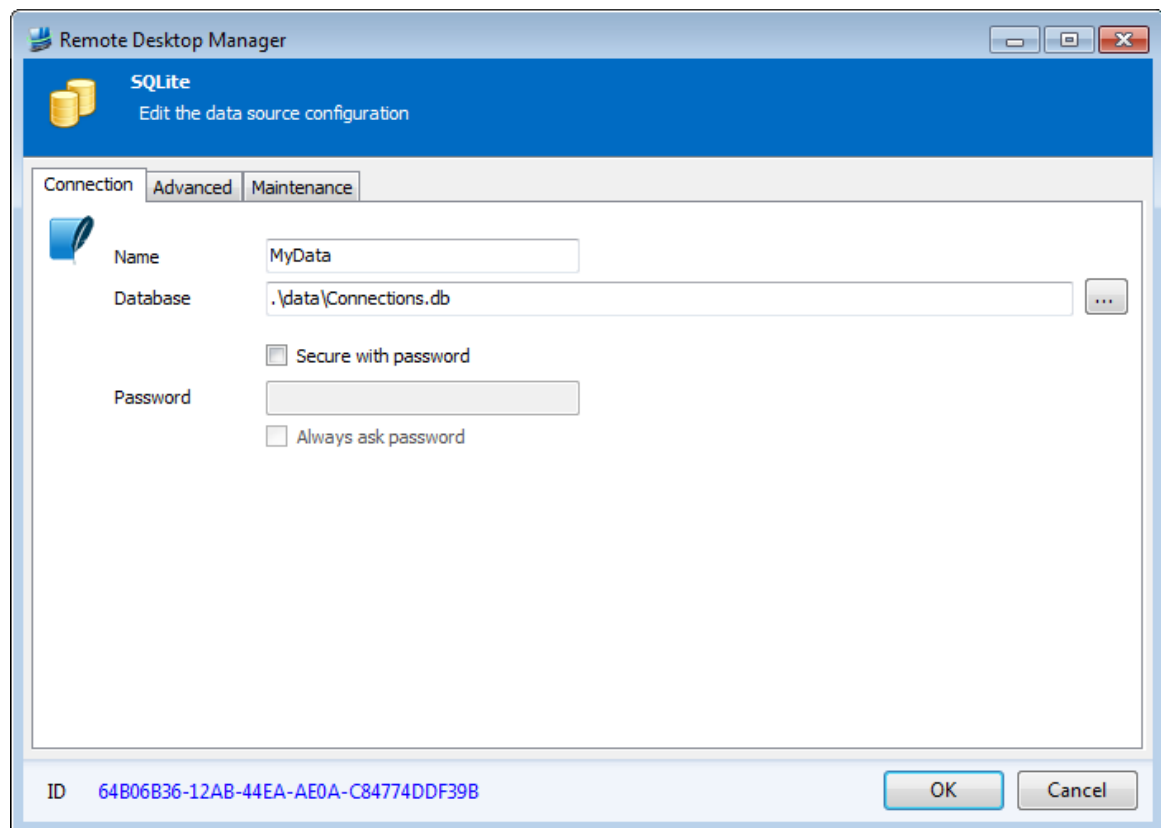 Remote Desktop Manager
SQLite
Edit the data source configuration
Connection Advanced Maintenance
Name MyData
Database .\data\Connections.db ...
Secure with password
Password
Always ask password
ID 64B06B36-12AB-44EA-AE0A-C84774DDF39B OK Cancel